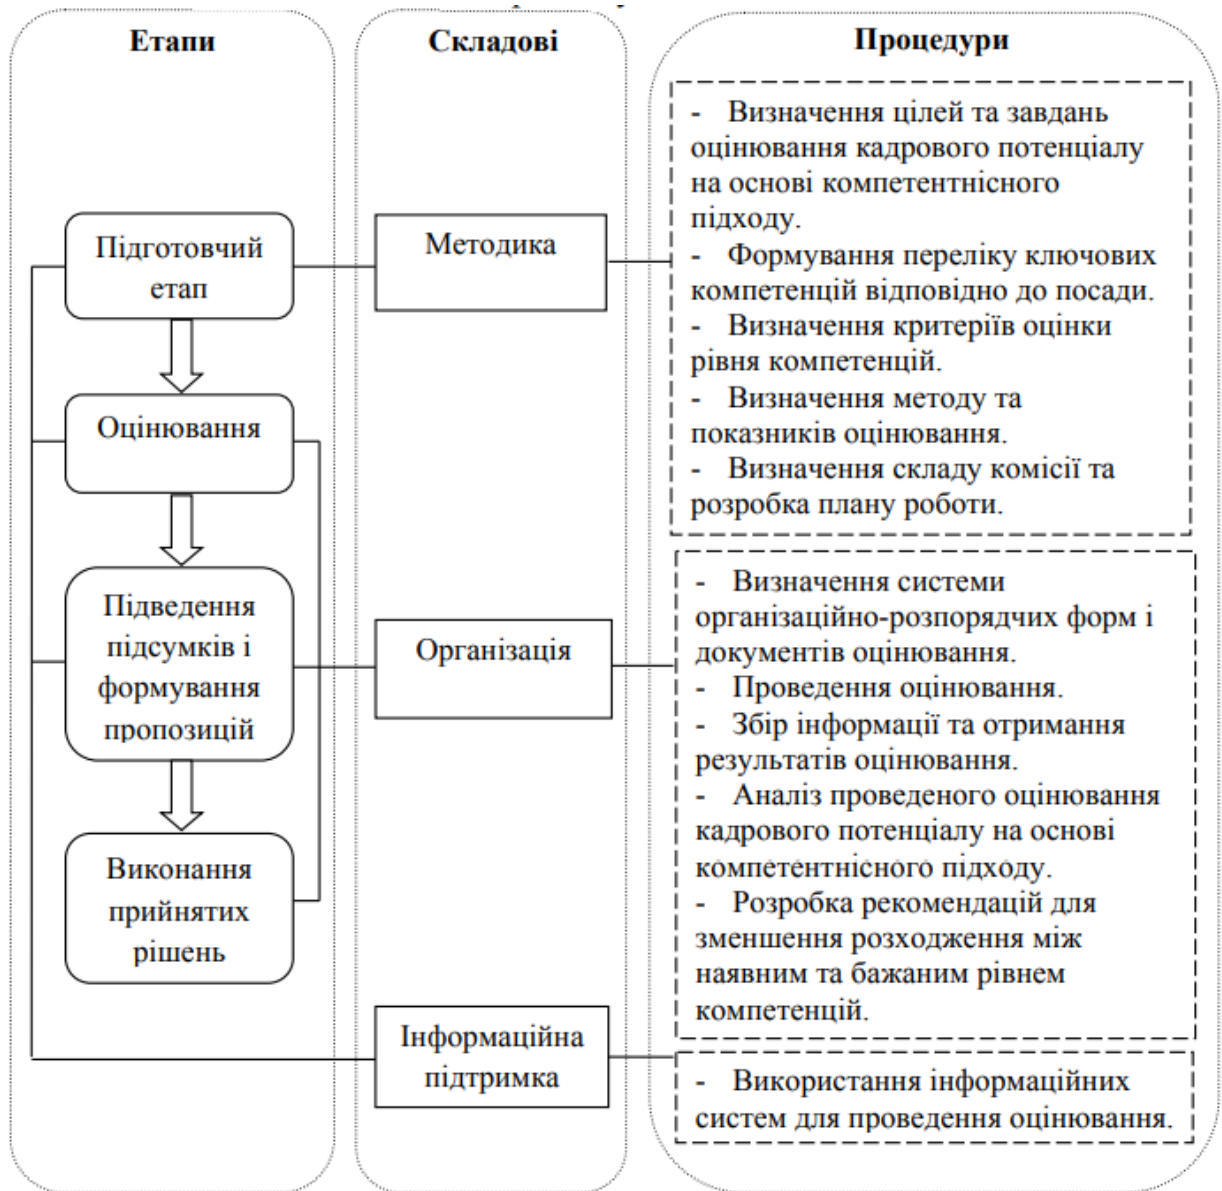 Етапи
Складові
Процедури
Підготовчий
етап
Оцінювання
Підведення
підсумків і
формування
пропозицій
Виконання
прийнятих
рішень
Методика
Організація
Інформаційна
підтримка
- Визначення цілей та завдань
оцінювання кадрового потенціалу
на основі компетентнісного
підходу.
- Формування переліку ключових
компетенцій відповідно до посади.
- Визначення критеріїв оцінки
рівня компетенцій.
- Визначення методу та
показників оцінювання.
- Визначення складу комісії та
розробка плану роботи.
- Визначення системи
організаційно-розпорядчих форм і
документів оцінювання.
- Проведення оцінювання.
- Збір інформації та отримання
результатів оцінювання.
- Аналіз проведеного оцінювання
кадрового потенціалу на основі
компетентнісного підходу.
- Розробка рекомендацій для
зменшення розходження між
наявним та бажаним рівнем
компетенцій.
- Використання інформаційних
систем для проведення оцінювання.